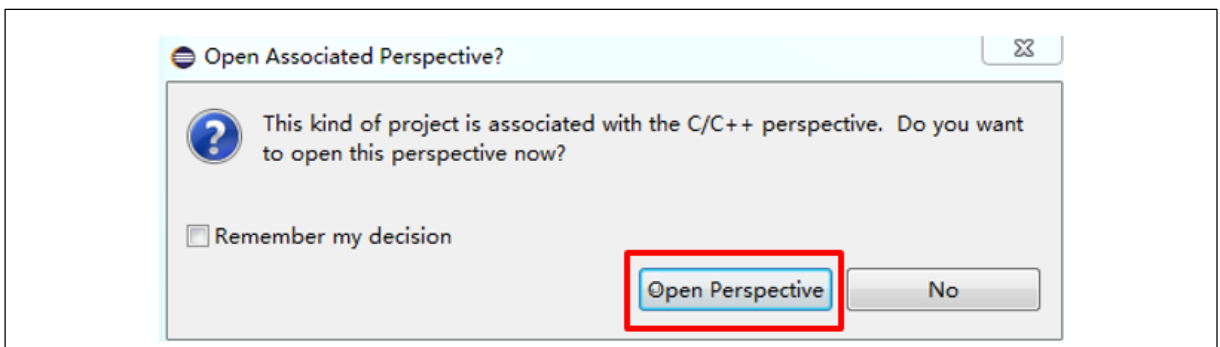 Open Associated Perspective?
This kind of project is associated with the C/C++ perspective. Do you want
to open this perspective now?
Remember my decision
Open Perspective
No